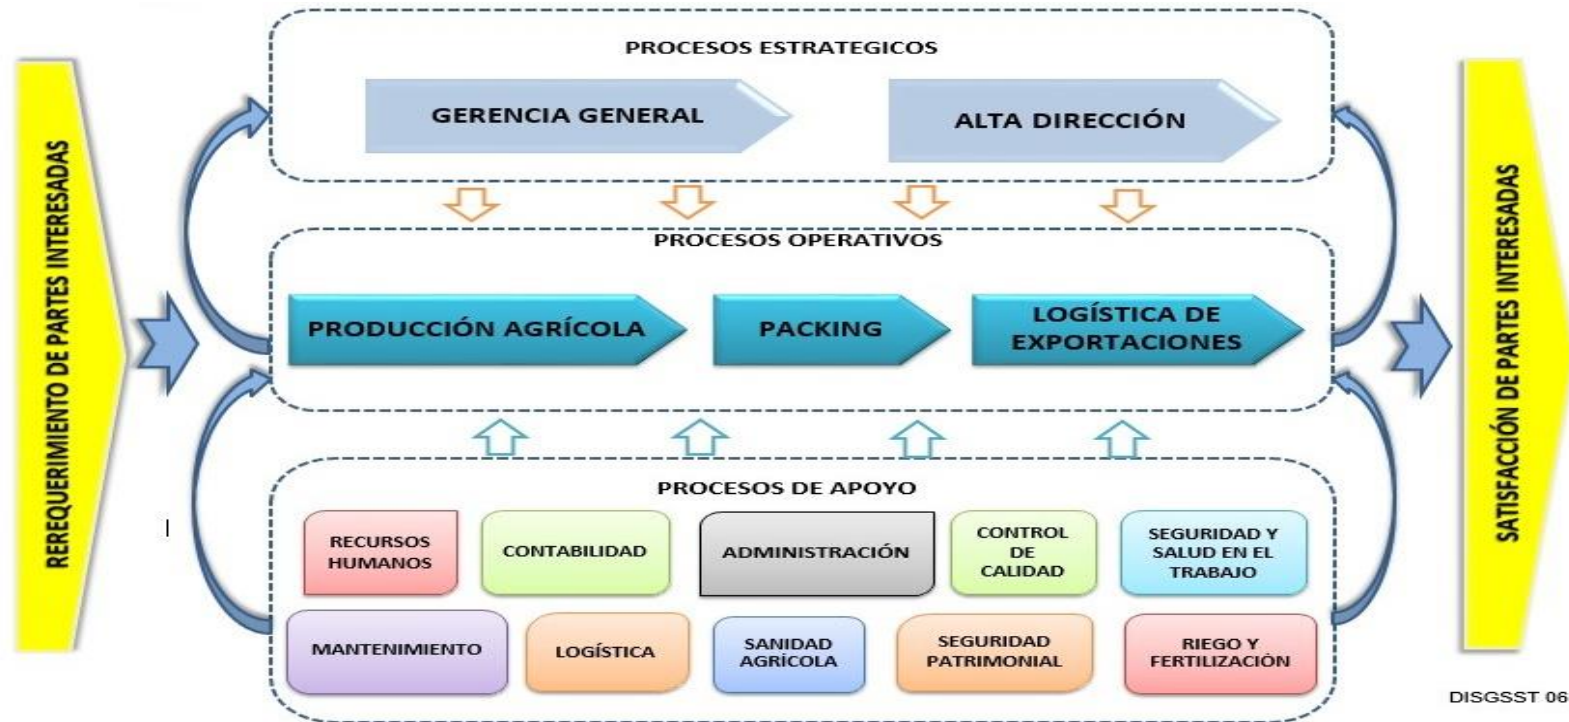 PROCESOS ESTRATEGICOS
GERENCIA GENERAL
ALTA DIRECCIÓN
REREQUERIMIENTO DE PARTES INTERESADAS
PROCESOS OPERATIVOS
PRODUCCIÓN AGRÍCOLA
PACKING
LOGÍSTICA DE
EXPORTACIONES
SATISFACCIÓN DE PARTES INTERESADAS
PROCESOS DE APOYO
RECURSOS
HUMANOS
CONTABILIDAD
ADMINISTRACIÓN
CONTROL
DE
CALIDAD
SEGURIDAD Y
SALUD EN EL
TRABAJO
MANTENIMIENTO
LOGÍSTICA
SANIDAD
AGRÍCOLA
SEGURIDAD
PATRIMONIAL
RIEGO Y
FERTILIZACIÓN
DISGSST 06